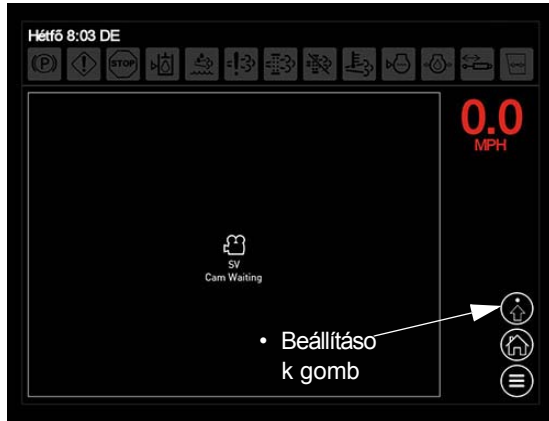 Hétfő 8:03 DE
(P)
STOP
0.0
MPH
SV
Cam Waiting
• Beállításo
k gomb